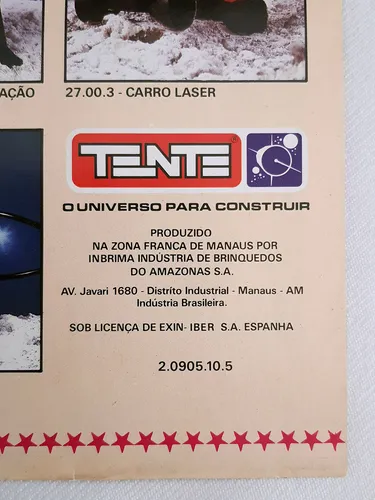 AÇÃO
27.00.3 - CARRO LASER
TENTE®
O UNIVERSO PARA CONSTRUIR
PRODUZIDO
NA ZONA FRANCA DE MANAUS POR
INBRIMA INDÚSTRIA DE BRINQUEDOS
DO AMAZONAS S.A.
AV. Javari 1680 - Distríto Industrial - Manaus - AM
Indústria Brasileira.
SOB LICENÇA DE EXIN- IBER S.A. ESPANHA
2.0905.10.5